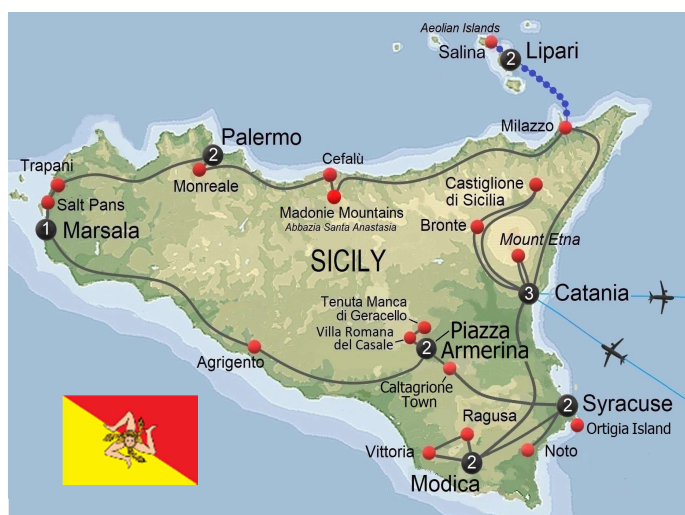 Aeolian Islands
Salina
2
Lipari
Milazzo
Palermo
2
Trapani
Monreale
Cefalù
Salt Pans
1
Marsala
Madonie Mountains
Abbazia Santa Anastasia
Castiglione
di Sicilia
Bronte
Mount Etna
SICILY
3
Catania
Tenuta Manca
di Geracello
Villa Romana
del Casale
2
Piazza
Armerina
Agrigento
Caltagrione
Town
2
Syracuse
Ortigia Island
Ragusa
Vittoria
2
Modica
Noto